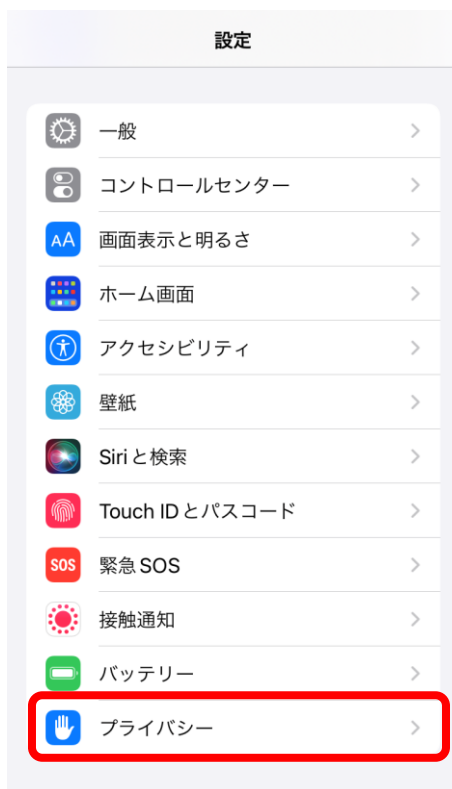 設定
一般
コントロールセンター
AA 画面表示と明るさ
ホーム画面
アクセシビリティ
壁紙
Siriと検索
Touch IDとパスコード
SOS 緊急SOS
接触通知
バッテリー
プライバシー